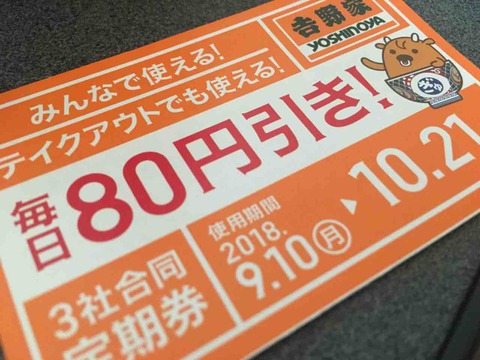 吉野家
YOSHINOYA
みんなで使える!
テイクアウトでも使える!
毎日80円引き!
3社合同
定期券
使用期間
2018.
9.10(月)▶10.21